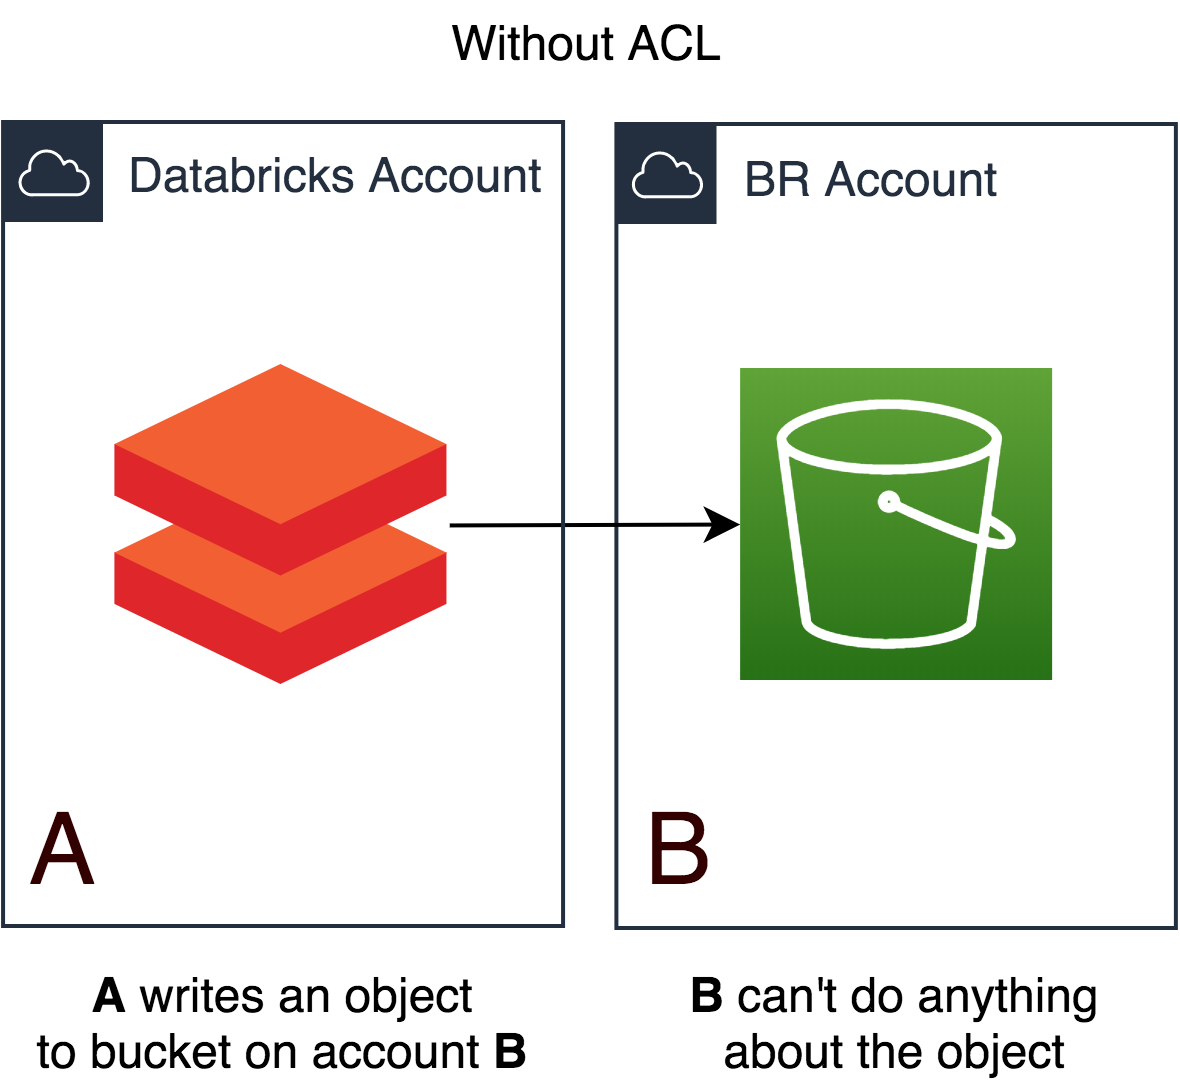 Without ACL
Databricks Account
BR Account
A
B
A writes an object
to bucket on account B
B can't do anything
about the object